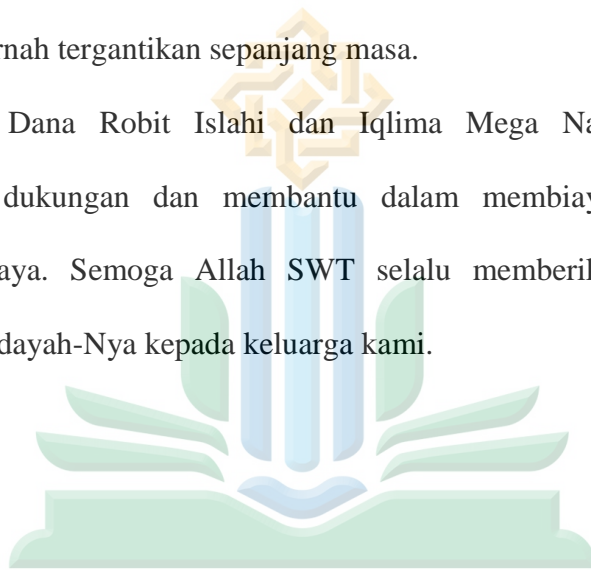 rnah tergantikan sepanjang masa.
Dana Robit Islahi dan Iqlima Mega Na
dukungan dan membantu dalam membiay
aya. Semoga Allah SWT selalu memberik
dayah-Nya kepada keluarga kami.